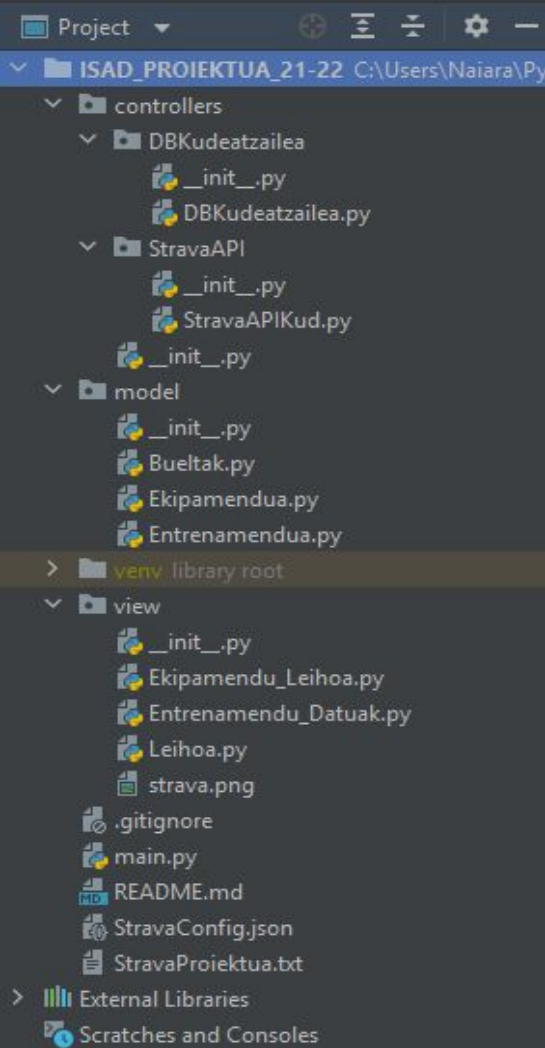 Project
ISAD_PROIEKTUA_21-22 C:\Users\Naiara\Py
controllers
DBKudeatzailea
__init__.py
DBKudeatzailea.py
StravaAPI
__init__.py
StravaAPIKud.py
__init__.py
model
__init__.py
Bueltak.py
Ekipamendua.py
Entrenamendua.py
venv library root
view
__init__.py
Ekipamendu_Leihoa.py
Entrenamendu_Datuak.py
Leihoa.py
strava.png
.gitignore
main.py
MD README.md
StravaConfig.json
StravaProiektua.txt
External Libraries
Scratches and Consoles